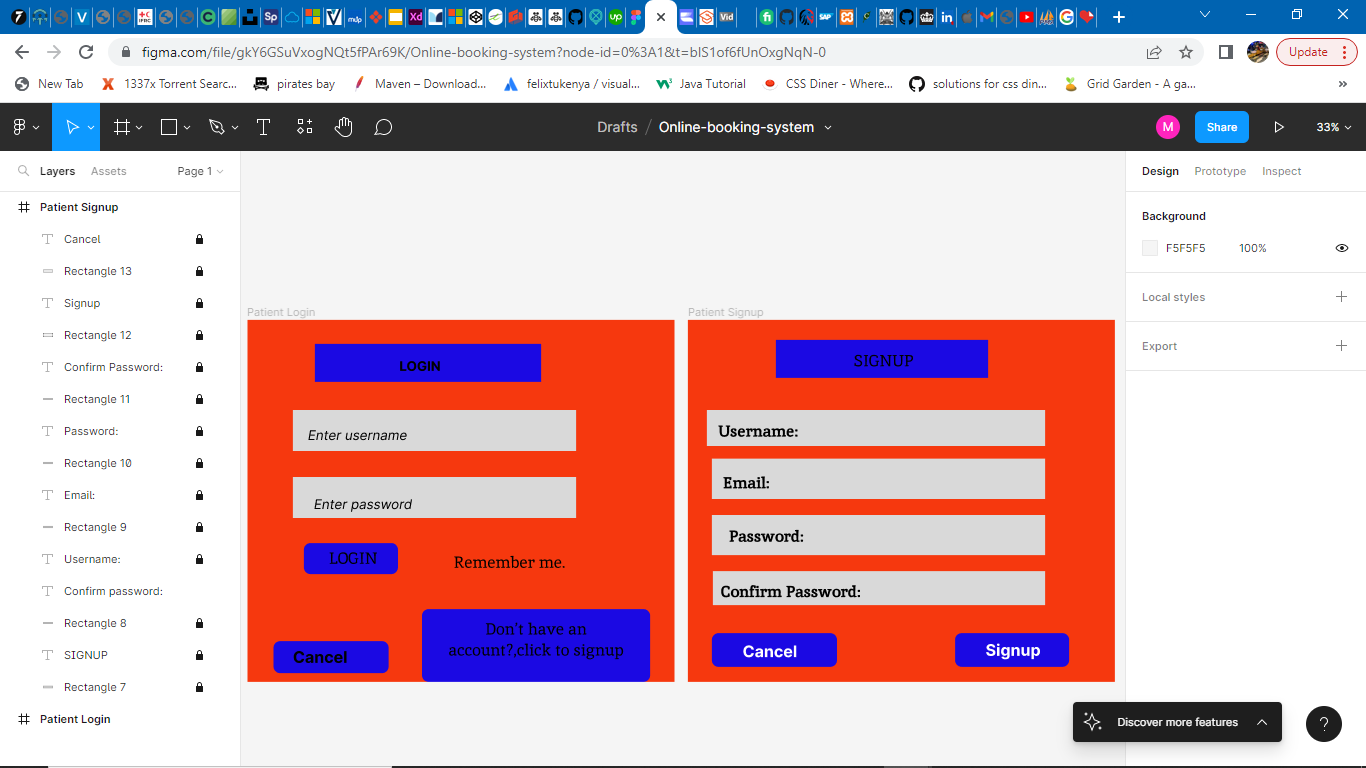 figma.com/file/gkY6GSuVxogNQt5fPAr69K/Online-booking-system?node-id=0%3A1&t=bIS1of6fUnOxgNqN-0
Update
New Tab
1337x Torrent Searc...
pirates bay
Maven – Download...
felixtukenya / visual...
Java Tutorial
CSS Diner - Where...
solutions for css din...
Grid Garden - A ga...
»
Drafts / Online-booking-system
M
Share
33%
Layers
Assets
Page 1
Design
Prototype
Inspect
Patient Signup
Cancel
Rectangle 13
Signup
Rectangle 12
Confirm Password:
Rectangle 11
Password:
Rectangle 10
Email:
Rectangle 9
Username:
Confirm password:
Rectangle 8
SIGNUP
Rectangle 7
Patient Login
Patient Login
LOGIN
Enter username
Enter password
LOGIN
Remember me.
Don't have an
account?,click to signup
Cancel
Patient Signup
SIGNUP
Username:
Email:
Password:
Confirm Password:
Cancel
Signup
Background
F5F5F5
100%
Local styles
Export
Discover more features
?